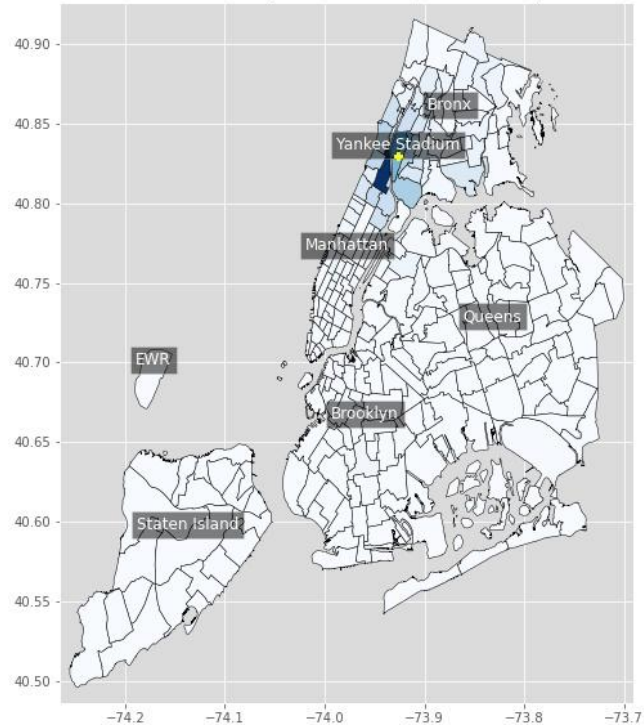 40.90
40.85
40.80
40.75
40.70
40.65
40.60
40.55
40.50
Bronx
Yankee Stadium
Manhattan
Queens
EWR
Brooklyn
Staten Island
−74.2
−74.1
−74.0
−73.9
−73.8
−73.7